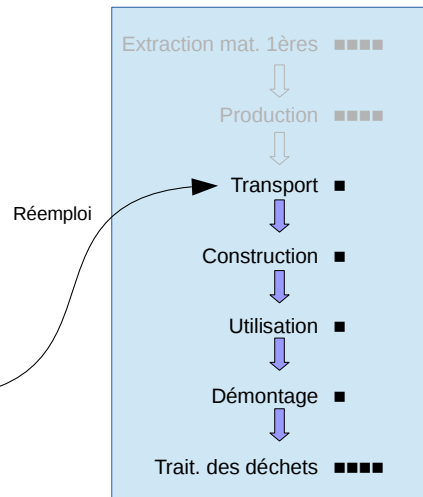 Extraction mat. 1ères ■■■■
Production ■■■■
Transport ■
Réemploi
Construction ■
Utilisation ■
Démontage ■
Trait. des déchets ■■■■